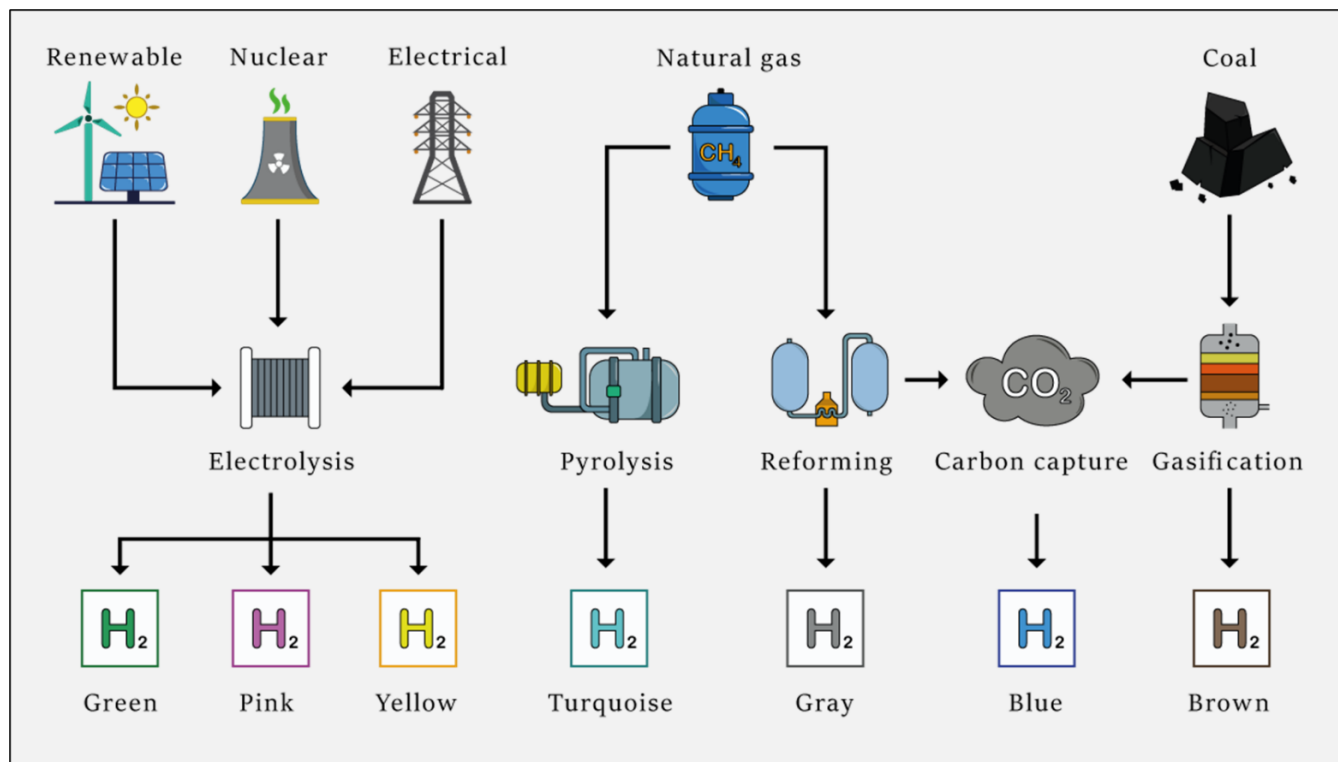 Renewable Nuclear Electrical Natural gas Coal
CH₄
CO₂
Electrolysis Pyrolysis Reforming Carbon capture Gasification
H₂ H₂ H₂ H₂ H₂ H₂ H₂
Green Pink Yellow Turquoise Gray Blue Brown